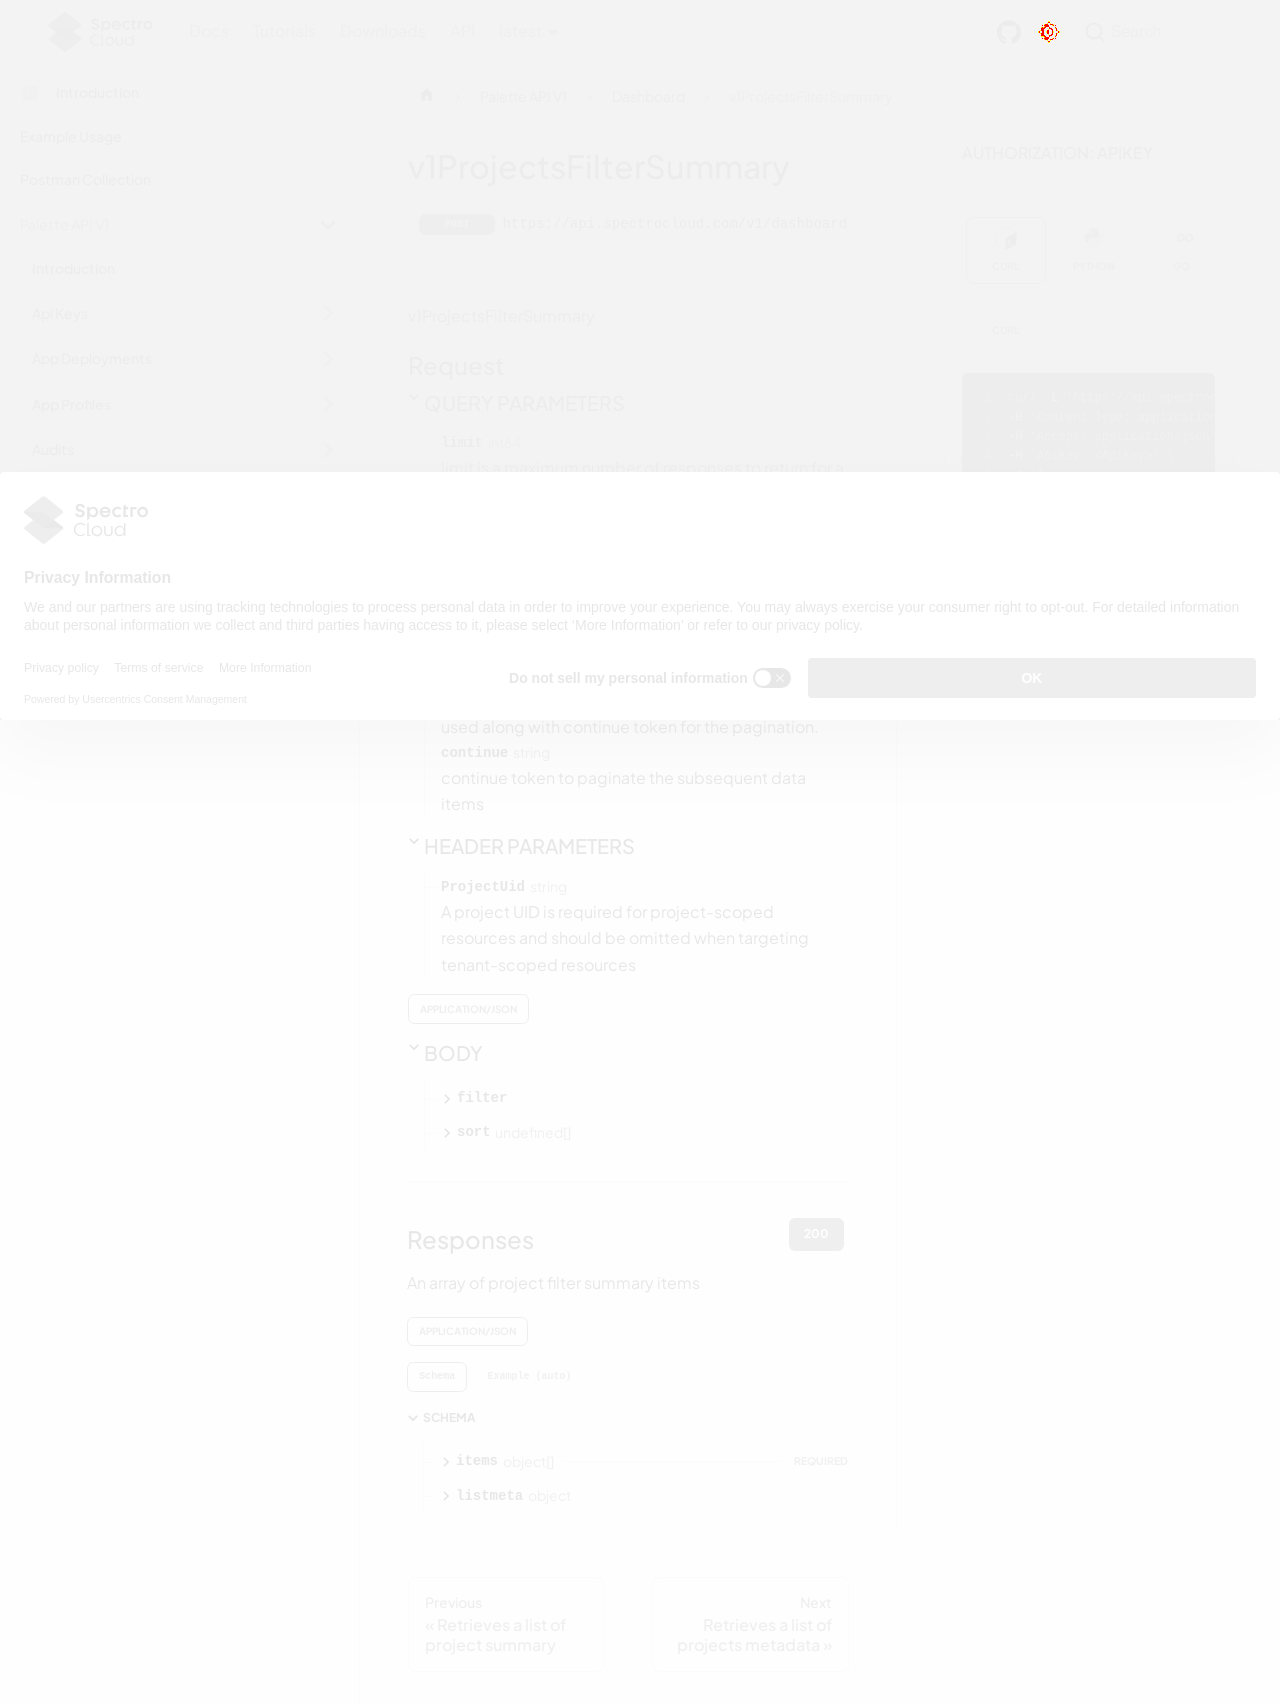 Spectro Cloud
Docs Tutorials Downloads API latest
Search
Introduction
Example Usage
Postman Collection
Palette API V1
Introduction
Api Keys
App Deployments
App Profiles
Audits
Palette API V1
Dashboard
v1ProjectsFilterSummary
v1ProjectsFilterSummary
POST https://api.spectrocloud.com/v1/dashboard
v1ProjectsFilterSummary
Request
QUERY PARAMETERS
limit
limit is a maximum number of responses to return for a
AUTHORIZATION: APIKEY
CURL PYTHON GO
CURL
Spectro Cloud
Privacy Information
We and our partners are using tracking technologies to process personal data in order to improve your experience. You may always exercise your consumer right to opt-out. For detailed information
about personal information we collect and third parties having access to it, please select 'More Information' or refer to our privacy policy.
Privacy policy Terms of service More Information
Do not sell my personal information
OK
Powered by Usercentrics Consent Management
used along with continue token for the pagination.
continue string
continue token to paginate the subsequent data
items
HEADER PARAMETERS
ProjectUid string
A project UID is required for project-scoped
resources and should be omitted when targeting
tenant-scoped resources
APPLICATION/JSON
BODY
filter
sort undefined[]
Responses
200
An array of project filter summary items
APPLICATION/JSON
Schema Example (auto)
SCHEMA
items object[] REQUIRED
listmeta object
Previous
« Retrieves a list of
project summary
Next
Retrieves a list of
projects metadata »